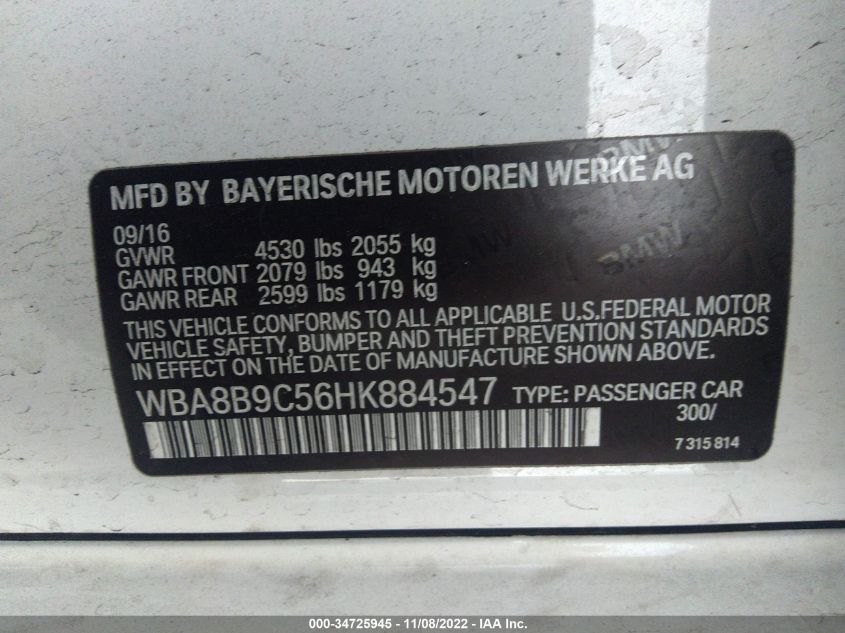 MFD BY BAYERISCHE MOTOREN WERKE AG
09/16
GVWR 4530 lbs 2055 kg
GAWR FRONT 2079 lbs 943 kg
GAWR REAR 2599 lbs 1179 kg
THIS VEHICLE CONFORMS TO ALL APPLICABLE U.S.FEDERAL MOTOR
VEHICLE SAFETY, BUMPER AND THEFT PREVENTION STANDARDS
IN EFFECT ON THE DATE OF MANUFACTURE SHOWN ABOVE.
WBA8B9C56HK884547 TYPE: PASSENGER CAR
300/
7 315 814
BMW
BMW
BMW
000-34725945 - 11/08/2022 - IAA Inc.